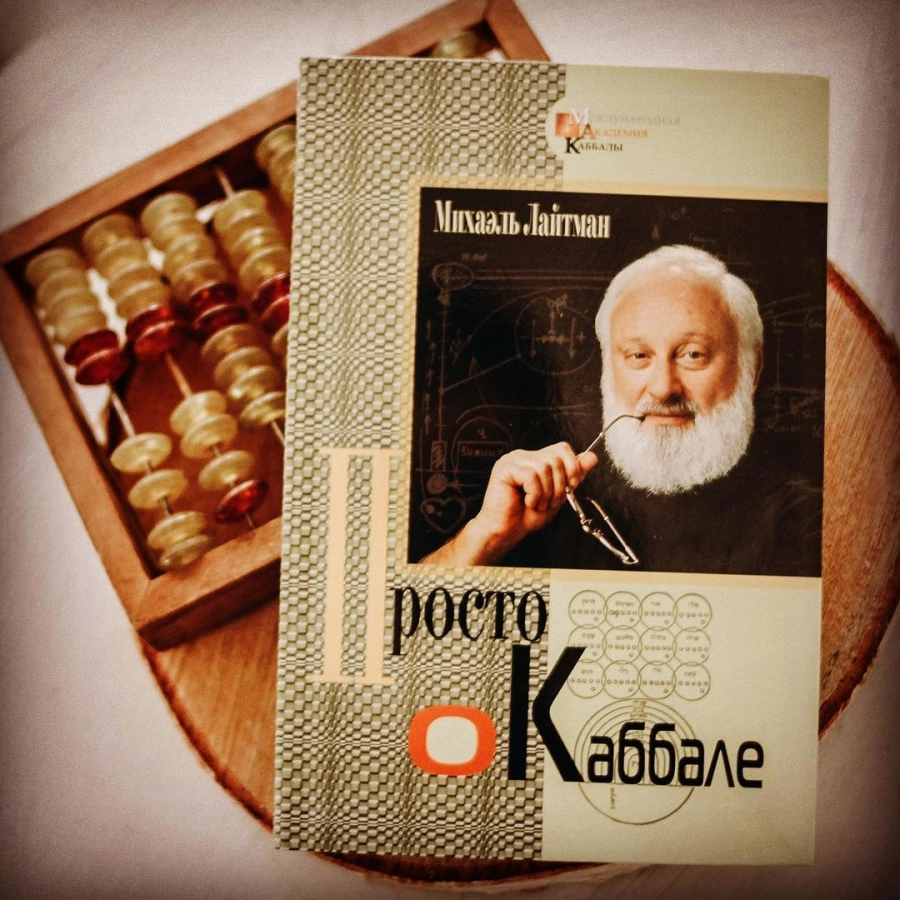 Международная
Академия
Каббалы
Михаэль Лайтман
Просто
о Каббале